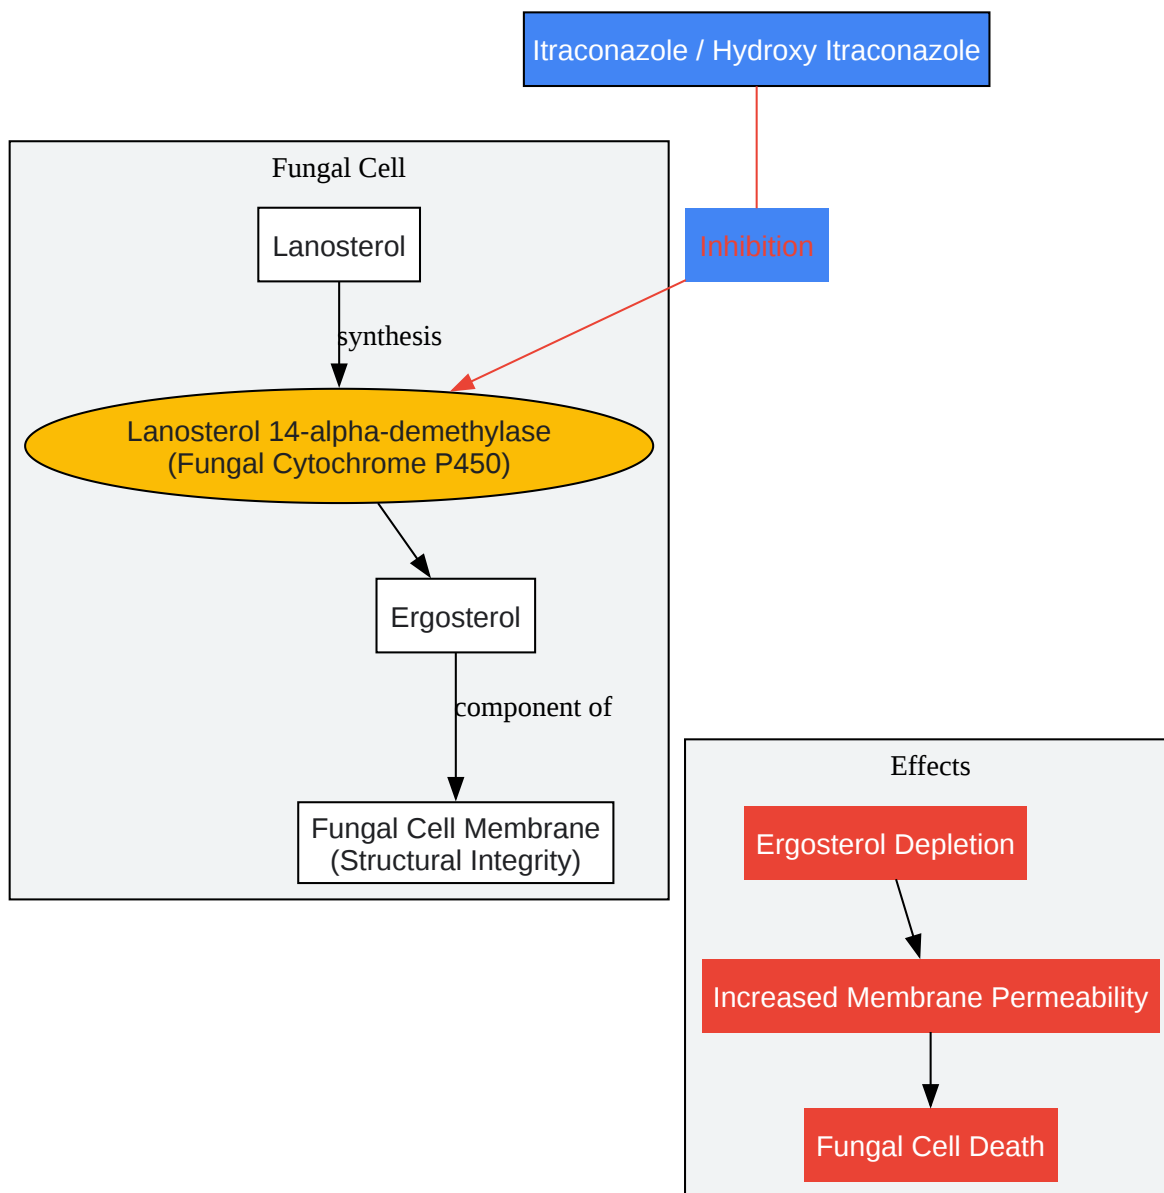 Itraconazole / Hydroxy Itraconazole
Fungal Cell
Lanosterol
Inhibition
synthesis
Lanosterol 14-alpha-demethylase
(Fungal Cytochrome P450)
Ergosterol
component of
Fungal Cell Membrane
(Structural Integrity)
Effects
Ergosterol Depletion
Increased Membrane Permeability
Fungal Cell Death